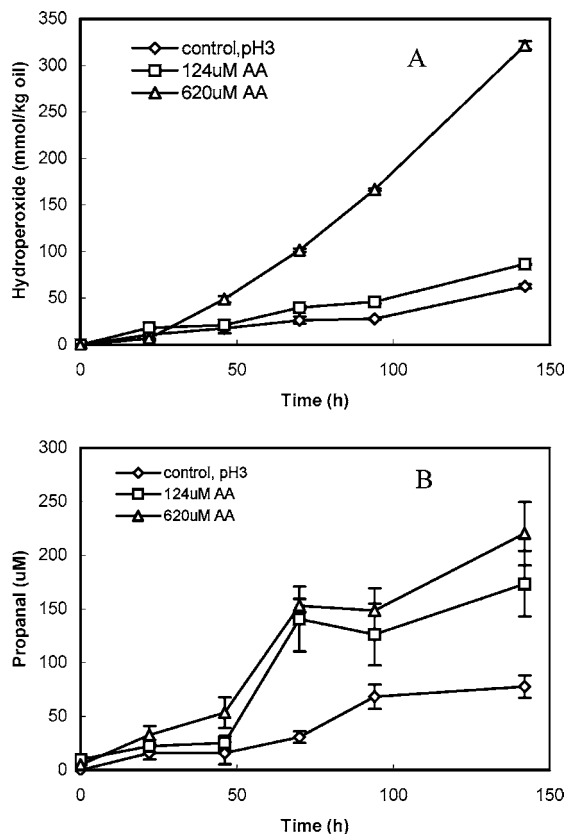 A
control,pH3
124uM AA
620uM AA
Hydroperoxide (mmol/kg oil)
350
300
250
200
150
100
50
0
0 50 100 150
Time (h)
B
control, pH3
124uM AA
620uM AA
Propanal (uM)
300
250
200
150
100
50
0
0 50 100 150
Time (h)